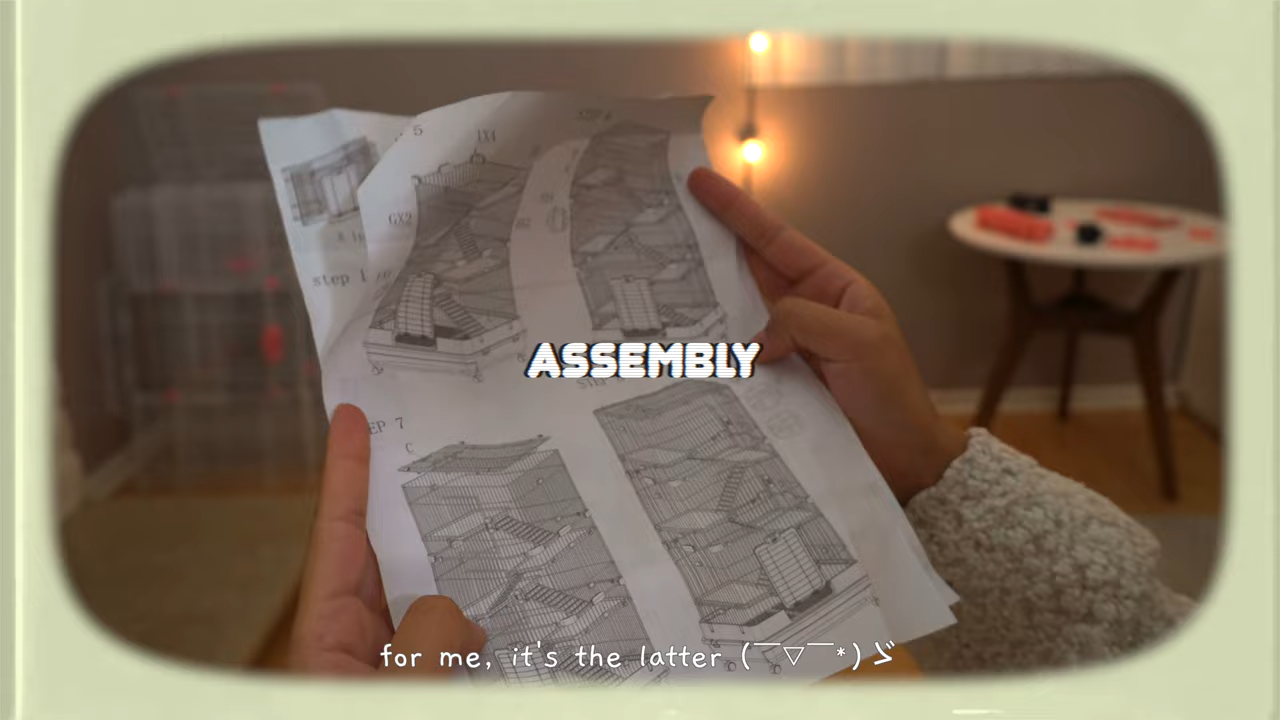 5
1X4
GX2
step 1
ASSEMBLY
EP 7
C
for me, it's the latter (￣▽￣*)ゞ